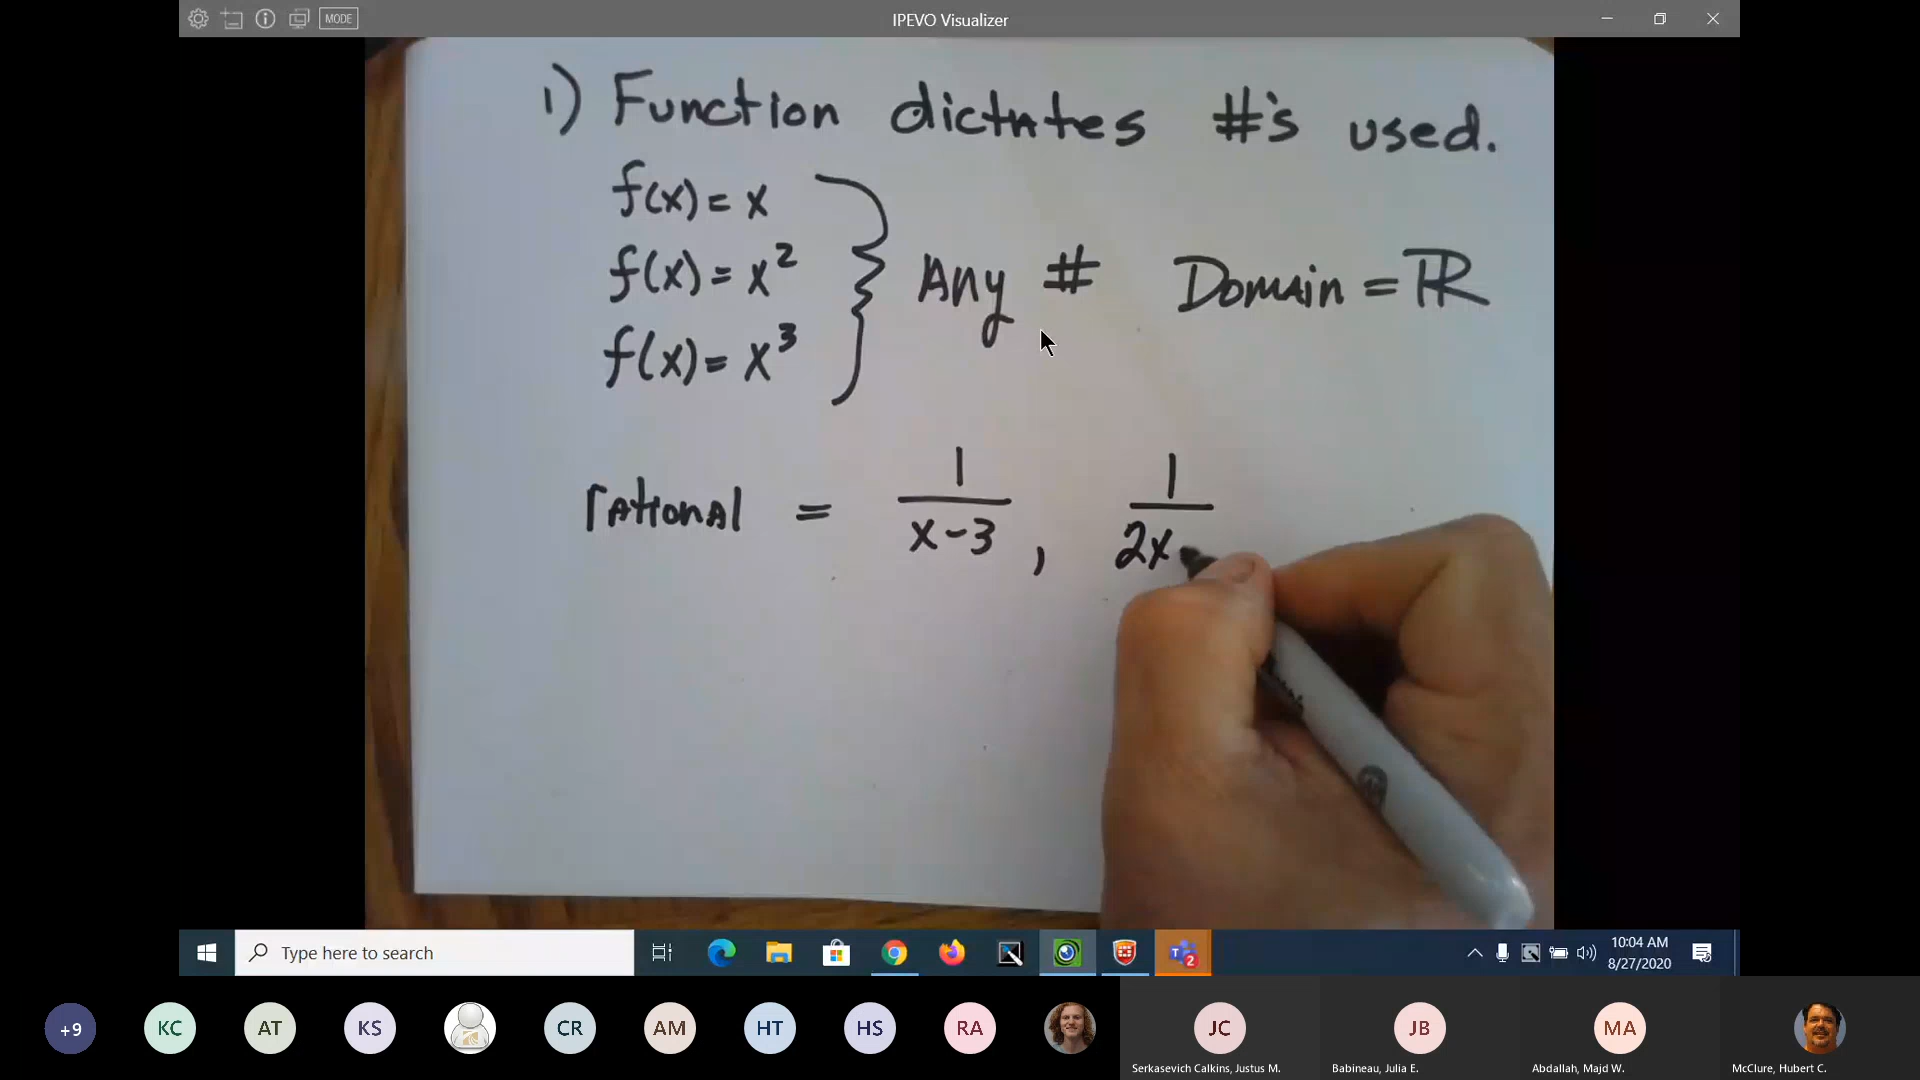 MODE
IPEVO Visualizer
1) Function dictates #'s used.
f(x) = x
f(x) = x²
f(x) = x³
Any # Domain = ℝ
rational = 1/(x-3) , 1/2x
Type here to search
2
10:04 AM
8/27/2020
+9 KC AT KS CR AM HT HS RA JC JB MA
Serkasevich Calkins, Justus M. Babineau, Julia E. Abdallah, Majd W. McClure, Hubert C.